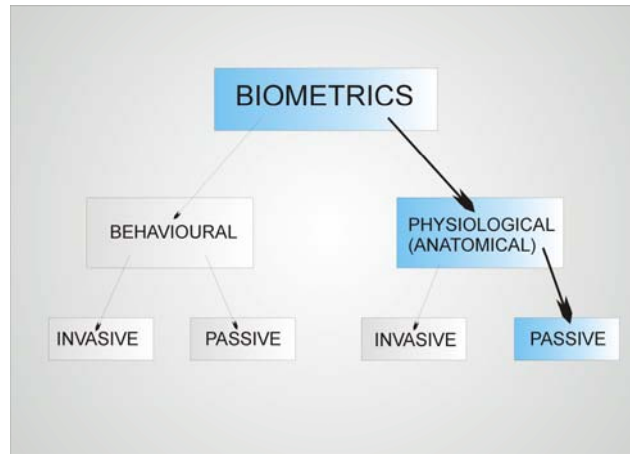 BIOMETRICS
BEHAVIOURAL
PHYSIOLOGICAL
(ANATOMICAL)
INVASIVE
PASSIVE
INVASIVE
PASSIVE